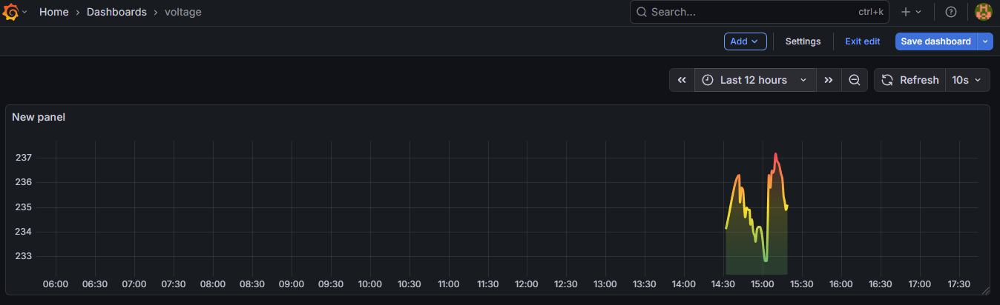 Home > Dashboards > voltage Search... ctrl+k
Add Settings Exit edit Save dashboard
Last 12 hours Refresh 10s
New panel
237
236
235
234
233
06:00 06:30 07:00 07:30 08:00 08:30 09:00 09:30 10:00 10:30 11:00 11:30 12:00 12:30 13:00 13:30 14:00 14:30 15:00 15:30 16:00 16:30 17:00 17:30